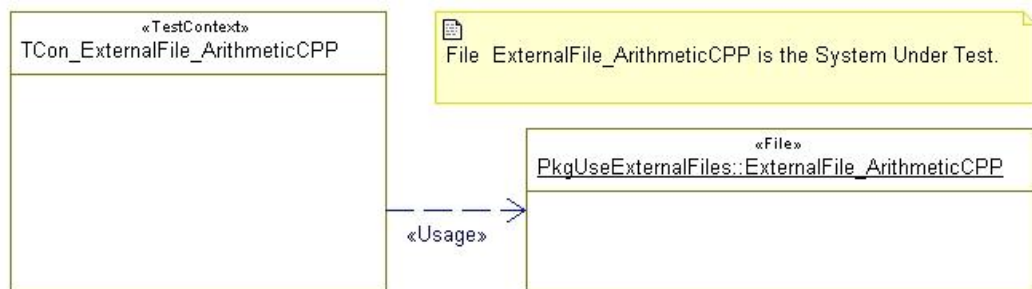 «TestContext»
TCon_ExternalFile_ArithmeticCPP
File ExternalFile_ArithmeticCPP is the System Under Test.
«File»
PkgUseExternalFiles::ExternalFile_ArithmeticCPP
«Usage»